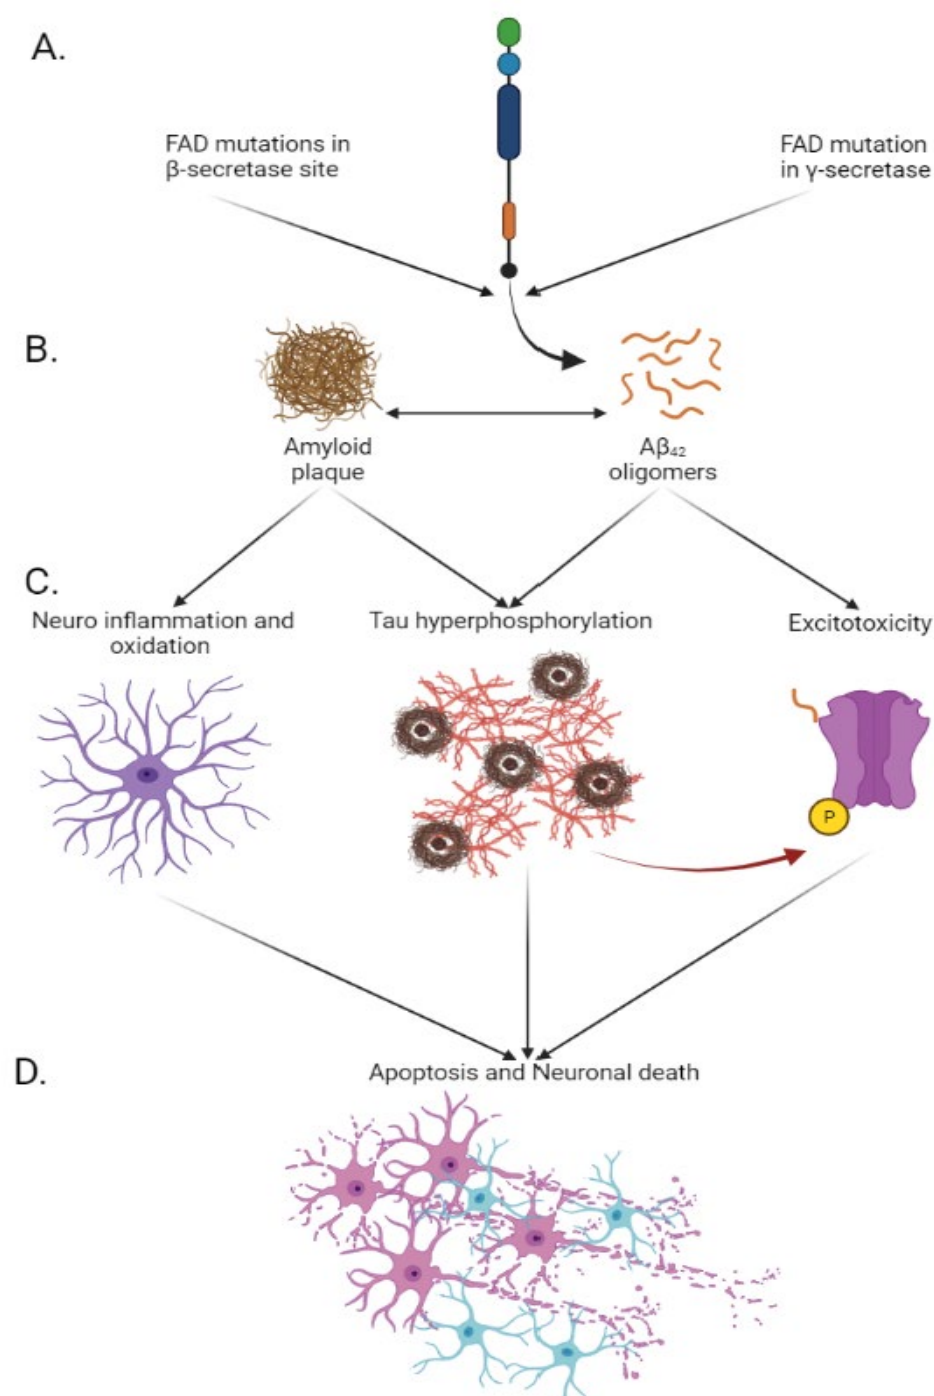 A.
FAD mutations in
β-secretase site
FAD mutation
in γ-secretase
B.
Amyloid
plaque
Aβ₄₂
oligomers
C.
Neuro inflammation and
oxidation
Tau hyperphosphorylation
Excitotoxicity
P
D.
Apoptosis and Neuronal death